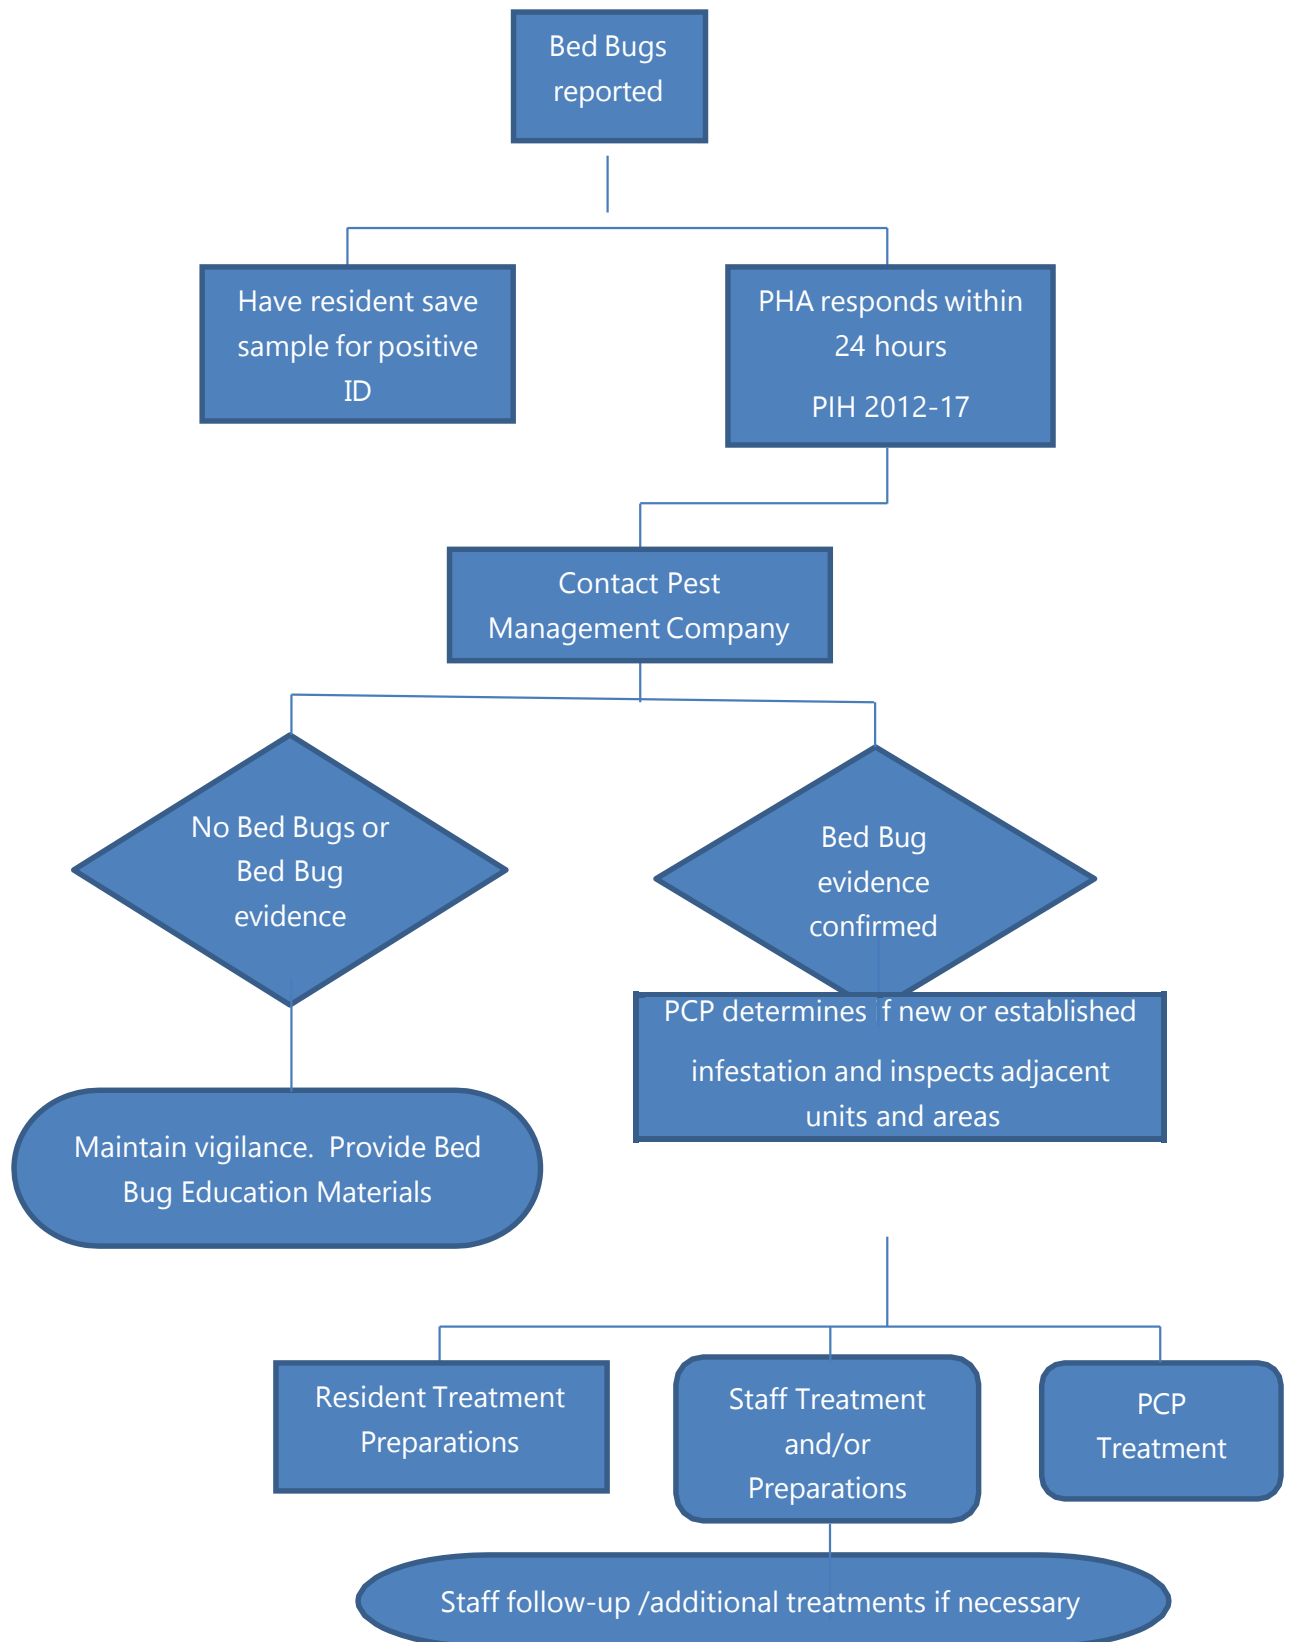 Bed Bugs
reported
Have resident save
sample for positive
ID
PHA responds within
24 hours
PIH 2012-17
Contact Pest
Management Company
No Bed Bugs or
Bed Bug
evidence
Bed Bug
evidence
confirmed
PCP determines if new or established
infestation and inspects adjacent
units and areas
Maintain vigilance. Provide Bed
Bug Education Materials
Resident Treatment
Preparations
Staff Treatment
and/or
Preparations
PCP
Treatment
Staff follow-up /additional treatments if necessary